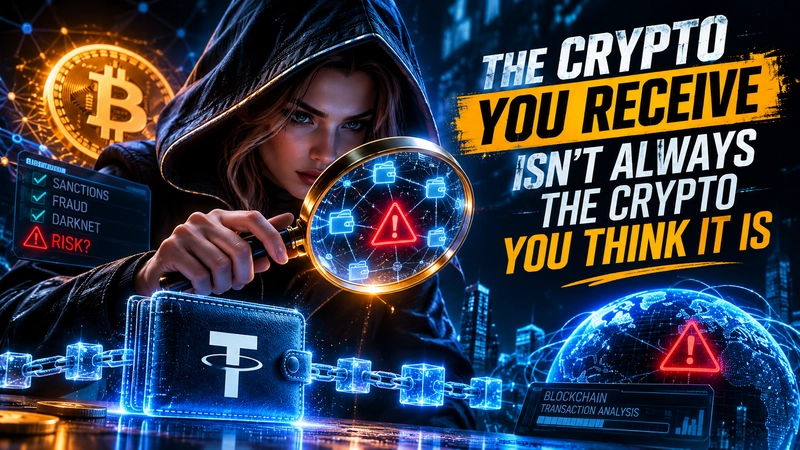 THE CRYPTO
YOU RECEIVE
ISN'T ALWAYS
THE CRYPTO
YOU THINK IT IS
SANCTIONS
FRAUD
DARKNET
RISK?
BLOCKCHAIN
TRANSACTION ANALYSIS